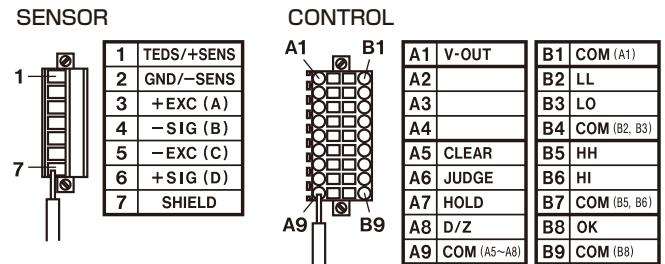 SENSOR
1
7
1 TEDS/+SENS
2 GND/−SENS
3 +EXC (A)
4 −SIG (B)
5 −EXC (C)
6 +SIG (D)
7 SHIELD
CONTROL
A1 B1
A9 B9
A1 V-OUT
A2
A3
A4
A5 CLEAR
A6 JUDGE
A7 HOLD
A8 D/Z
A9 COM (A5~A8)
B1 COM (A1)
B2 LL
B3 LO
B4 COM (B2, B3)
B5 HH
B6 HI
B7 COM (B5, B6)
B8 OK
B9 COM (B8)